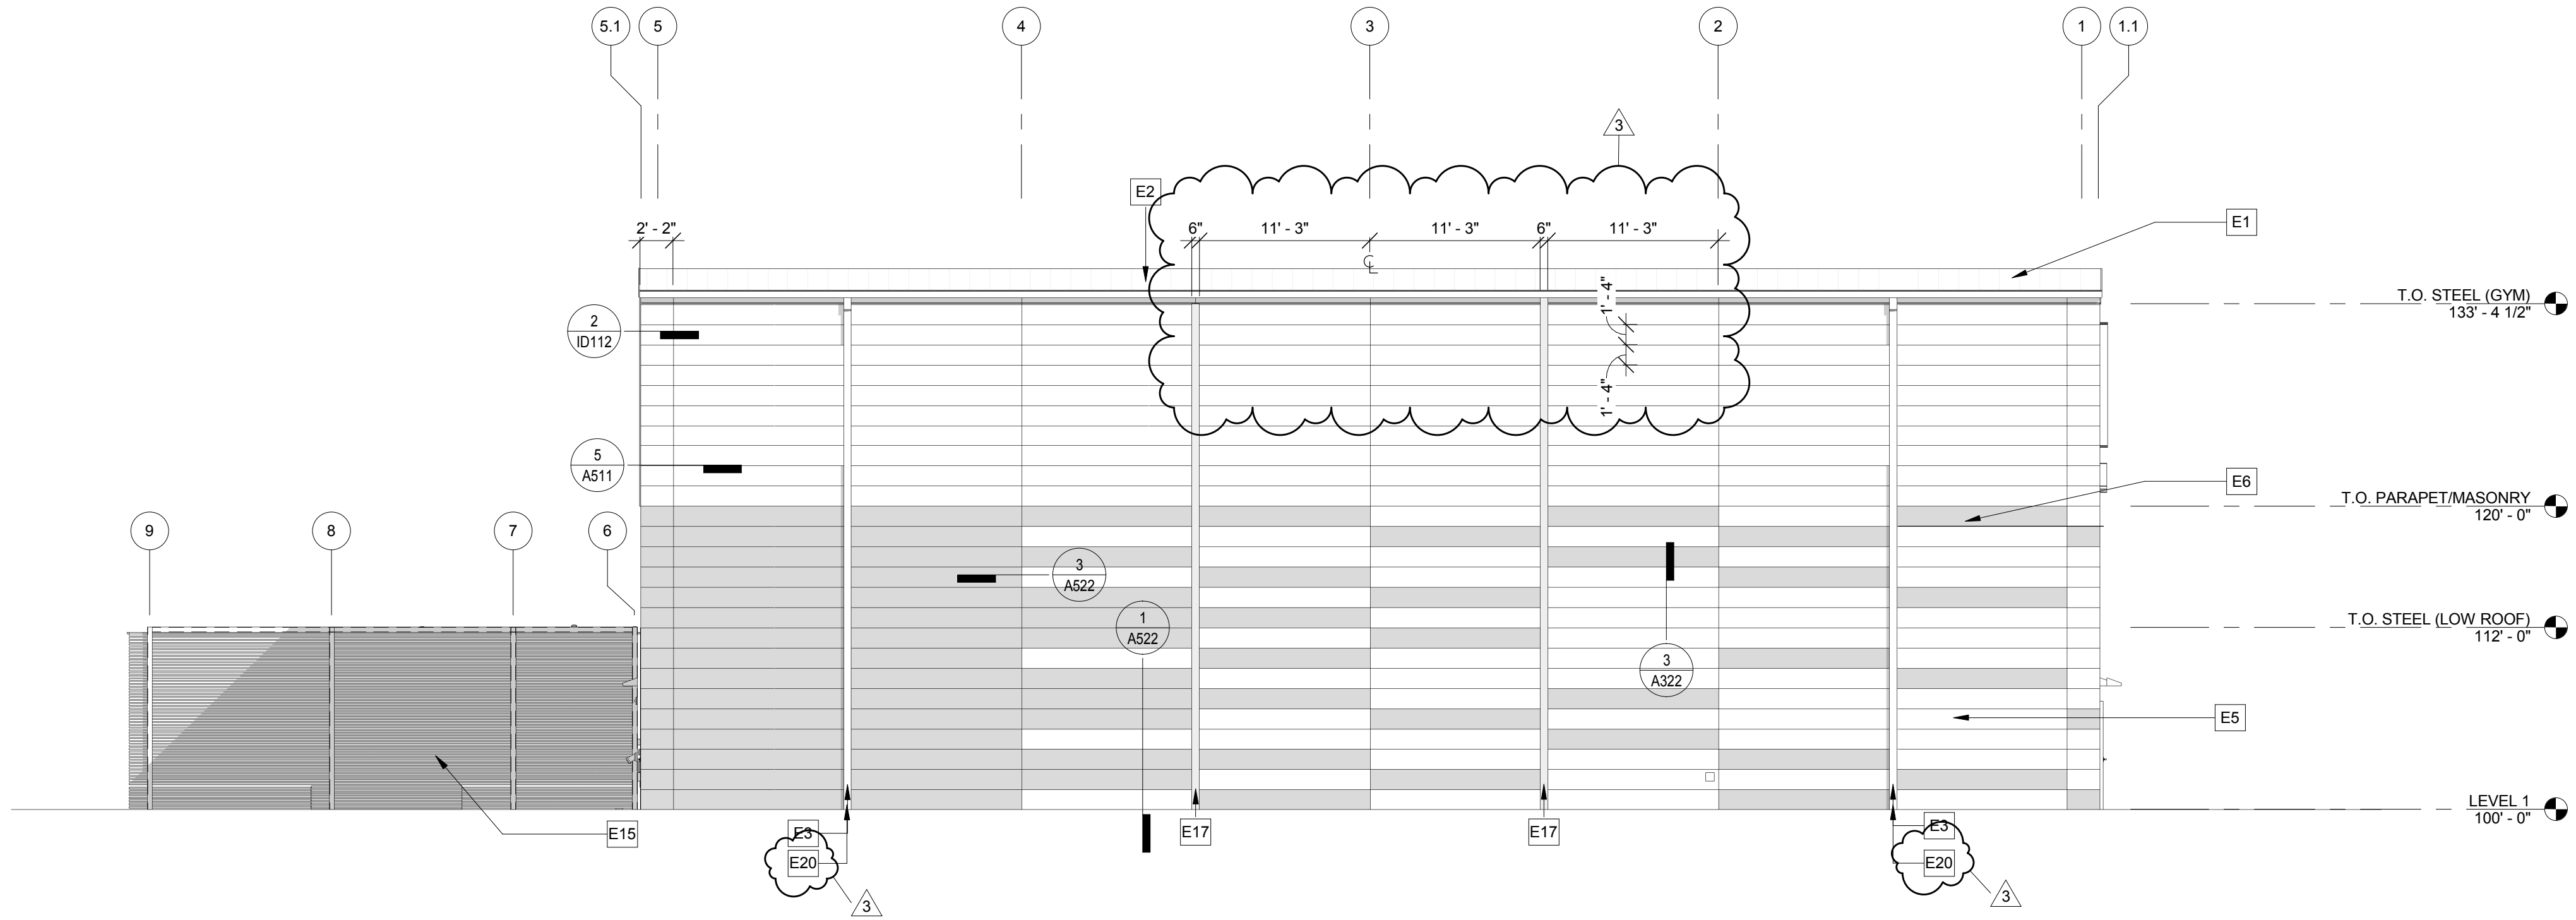 5.1
5
4
3
2
1
1.1
3
E2
E1
2' - 2"
6"
11' - 3"
11' - 3"
6"
11' - 3"
CL
1' - 4"
1' - 4"
T.O. STEEL (GYM)
133' - 4 1/2"
2
ID112
5
A511
E6
T.O. PARAPET/MASONRY
120' - 0"
9
8
7
6
3
A522
1
A522
3
A322
T.O. STEEL (LOW ROOF)
112' - 0"
E5
LEVEL 1
100' - 0"
E15
E3
E20
E17
E17
E3
E20
3
3